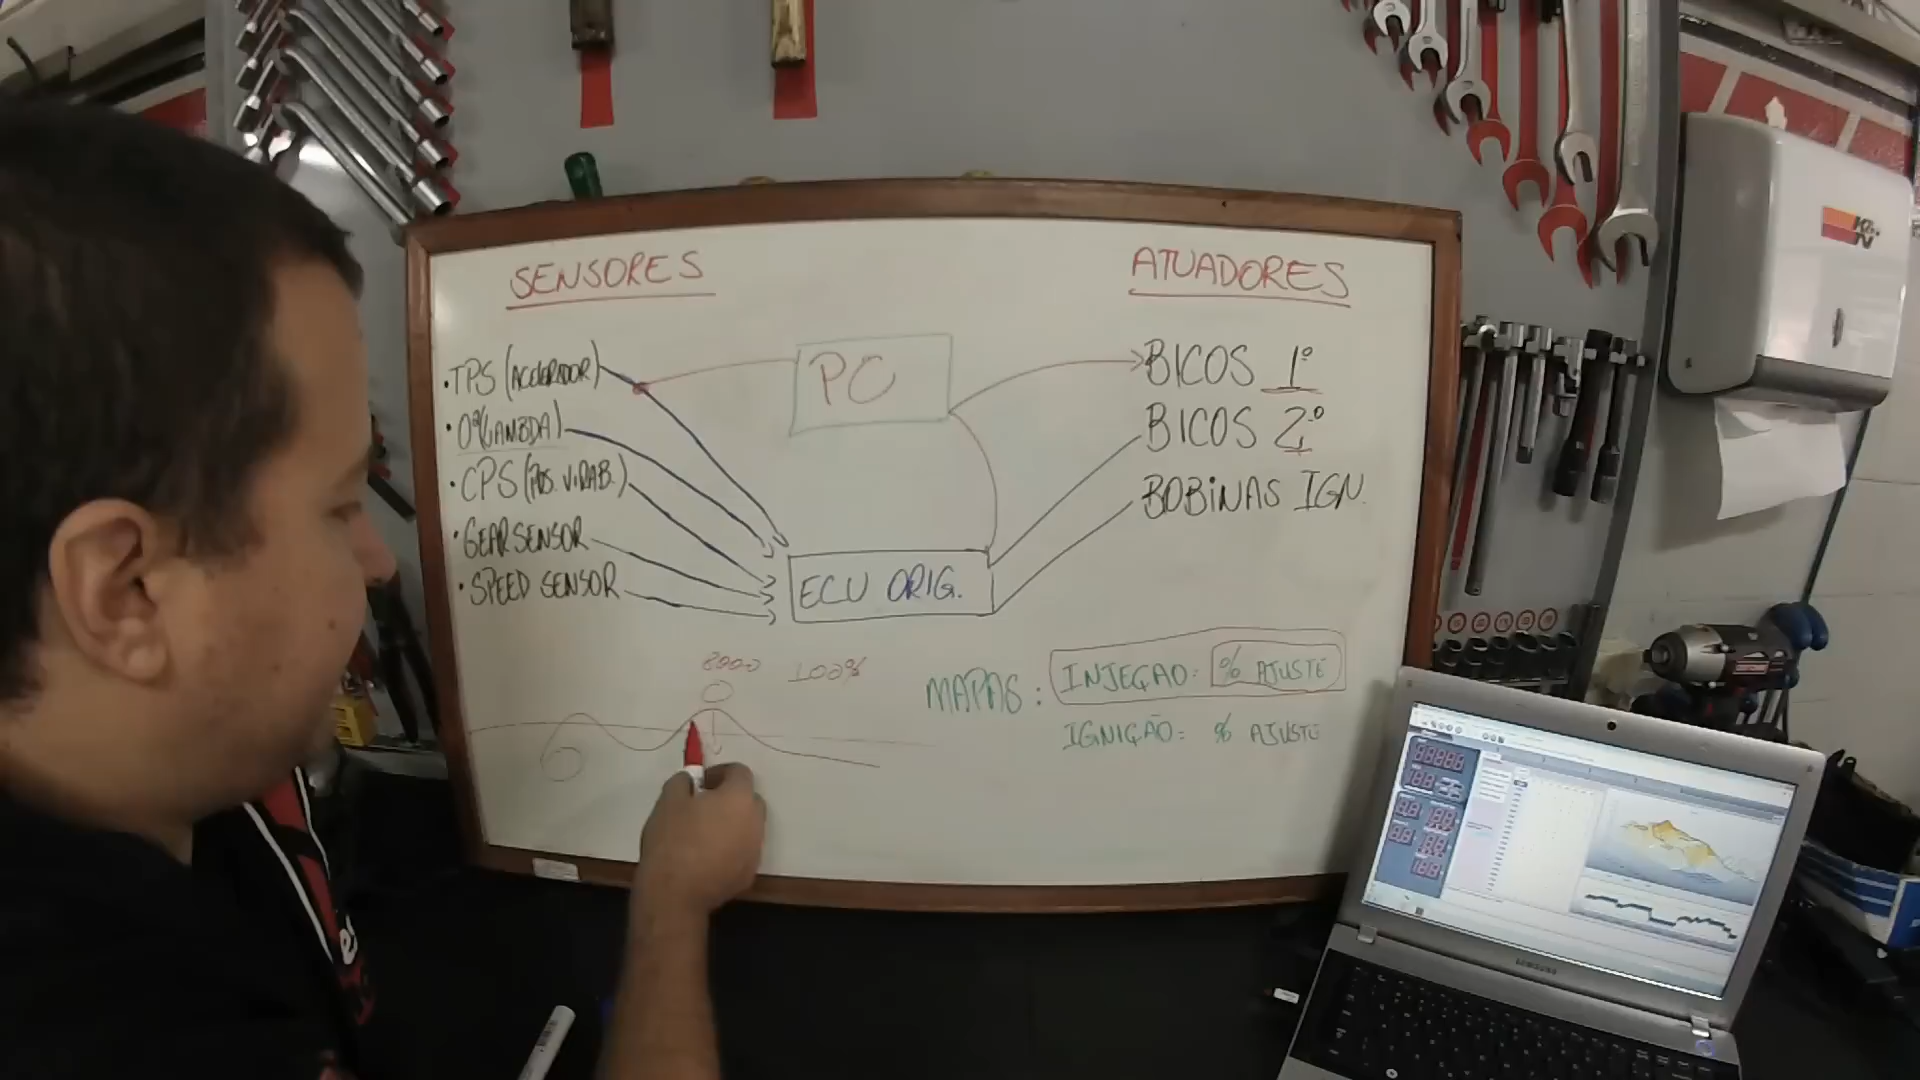 SENSORES
ATUADORES
PC
• TPS (ACELERADOR)
• O² (LAMBDA)
• CPS (POS. VIRAB.)
• GEAR SENSOR
• SPEED SENSOR
BICOS 1º
BICOS 2º
BOBINAS IGN.
ECU ORIG.
8000 100%
MAPAS: INJEÇÃO: % AJUSTE
IGNIÇÃO: % AJUSTE
SAMSUNG
K&N